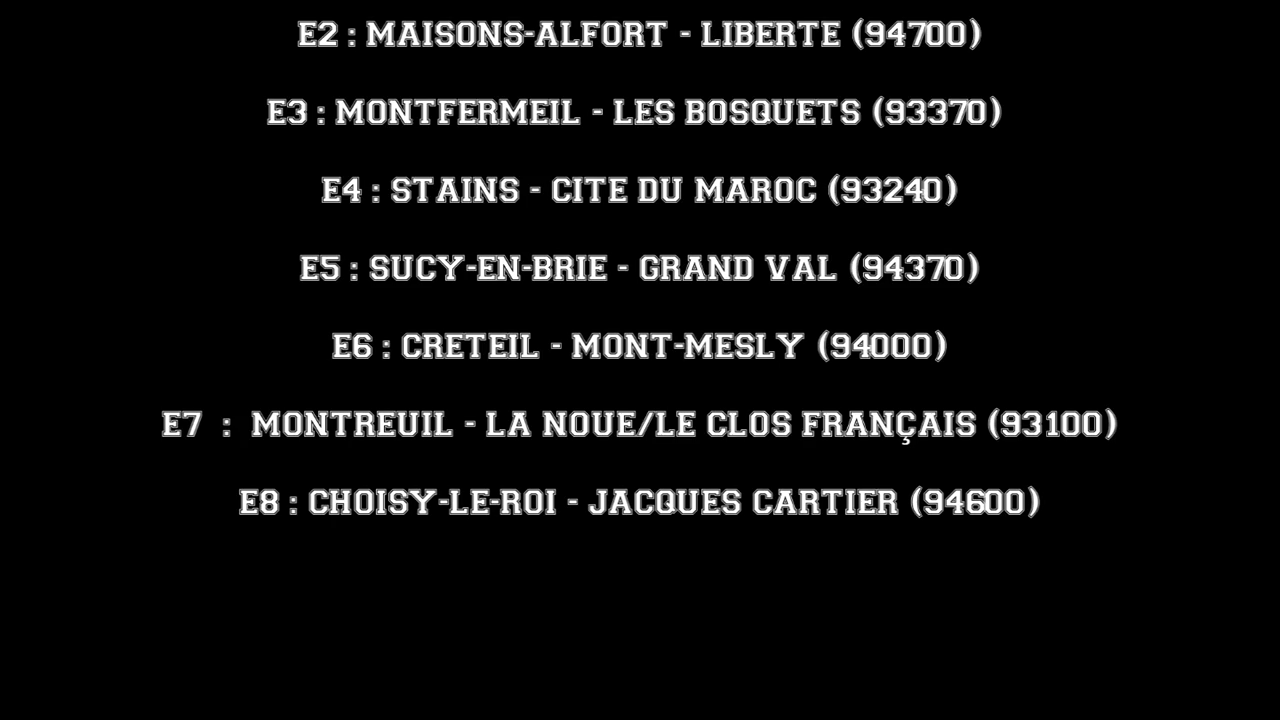 E2 : MAISONS-ALFORT - LIBERTE (94700)
E3 : MONTFERMEIL - LES BOSQUETS (93370)
E4 : STAINS - CITE DU MAROC (93240)
E5 : SUCY-EN-BRIE - GRAND VAL (94370)
E6 : CRETEIL - MONT-MESLY (94000)
E7 : MONTREUIL - LA NOUE/LE CLOS FRANÇAIS (93100)
E8 : CHOISY-LE-ROI - JACQUES CARTIER (94600)